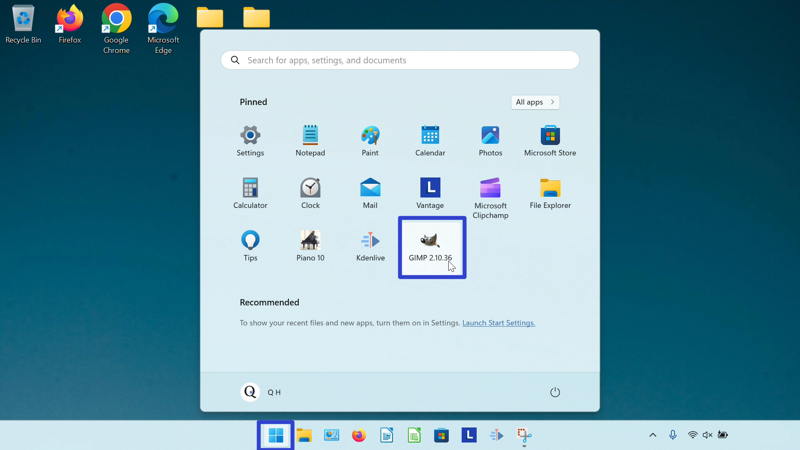 Recycle Bin
Firefox
Google
Chrome
Microsoft
Edge
Search for apps, settings, and documents
Pinned
All apps
Settings
Notepad
Paint
Calendar
Photos
Microsoft Store
Calculator
Clock
Mail
L
Vantage
Microsoft
Clipchamp
File Explorer
Tips
Piano 10
Kdenlive
GIMP 2.10.36
Recommended
To show your recent files and new apps, turn them on in Settings. Launch Start Settings.
Q
Q H
L